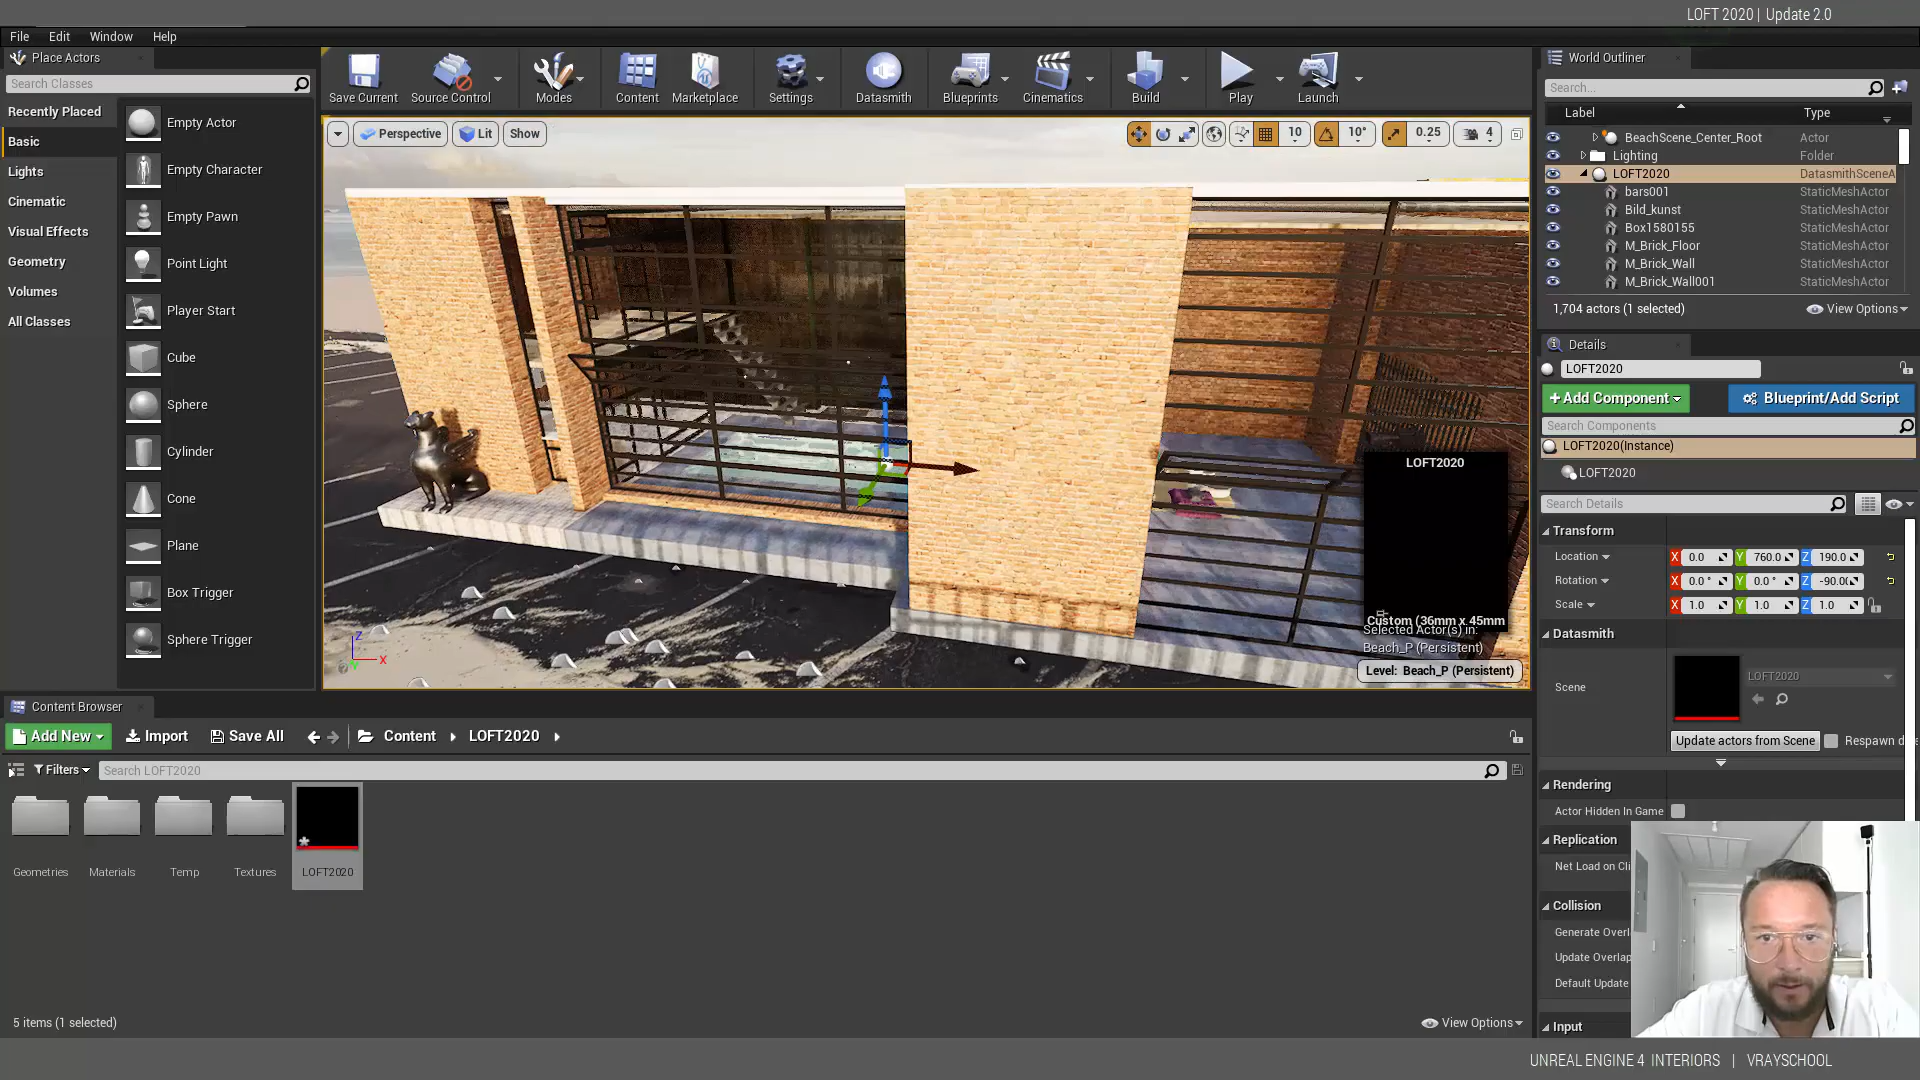 LOFT 2020 | Update 2.0
File Edit Window Help
Place Actors
Search Classes
Recently Placed
Basic
Lights
Cinematic
Visual Effects
Geometry
Volumes
All Classes
Empty Actor
Empty Character
Empty Pawn
Point Light
Player Start
Cube
Sphere
Cylinder
Cone
Plane
Box Trigger
Sphere Trigger
Save Current
Source Control
Modes
Content
Marketplace
Settings
Datasmith
Blueprints
Cinematics
Build
Play
Launch
Perspective Lit Show
10 10° 0.25 4
LOFT2020
Custom (36mm x 45mm
Selected Actor(s) in:
Beach_P (Persistent)
Level: Beach_P (Persistent)
Z
X
Y
World Outliner
Search...
Label Type
BeachScene_Center_Root Actor
Lighting Folder
LOFT2020 DatasmithSceneA
bars001 StaticMeshActor
Bild_kunst StaticMeshActor
Box1580155 StaticMeshActor
M_Brick_Floor StaticMeshActor
M_Brick_Wall StaticMeshActor
M_Brick_Wall001 StaticMeshActor
1,704 actors (1 selected) View Options
Details
LOFT2020
+Add Component Blueprint/Add Script
Search Components
LOFT2020(Instance)
LOFT2020
Search Details
Transform
Location X 0.0 Y 760.0 Z 190.0
Rotation X 0.0 ° Y 0.0 ° Z -90.0(
Scale X 1.0 Y 1.0 Z 1.0
Datasmith
Scene LOFT2020
Update actors from Scene Respawn d
Rendering
Actor Hidden In Game
Replication
Net Load on Cli
Collision
Generate Overl
Update Overlap
Default Update
Input
Content Browser
Add New Import Save All Content LOFT2020
Filters Search LOFT2020
Geometries Materials Temp Textures LOFT2020
5 items (1 selected) View Options
UNREAL ENGINE 4 INTERIORS | VRAYSCHOOL